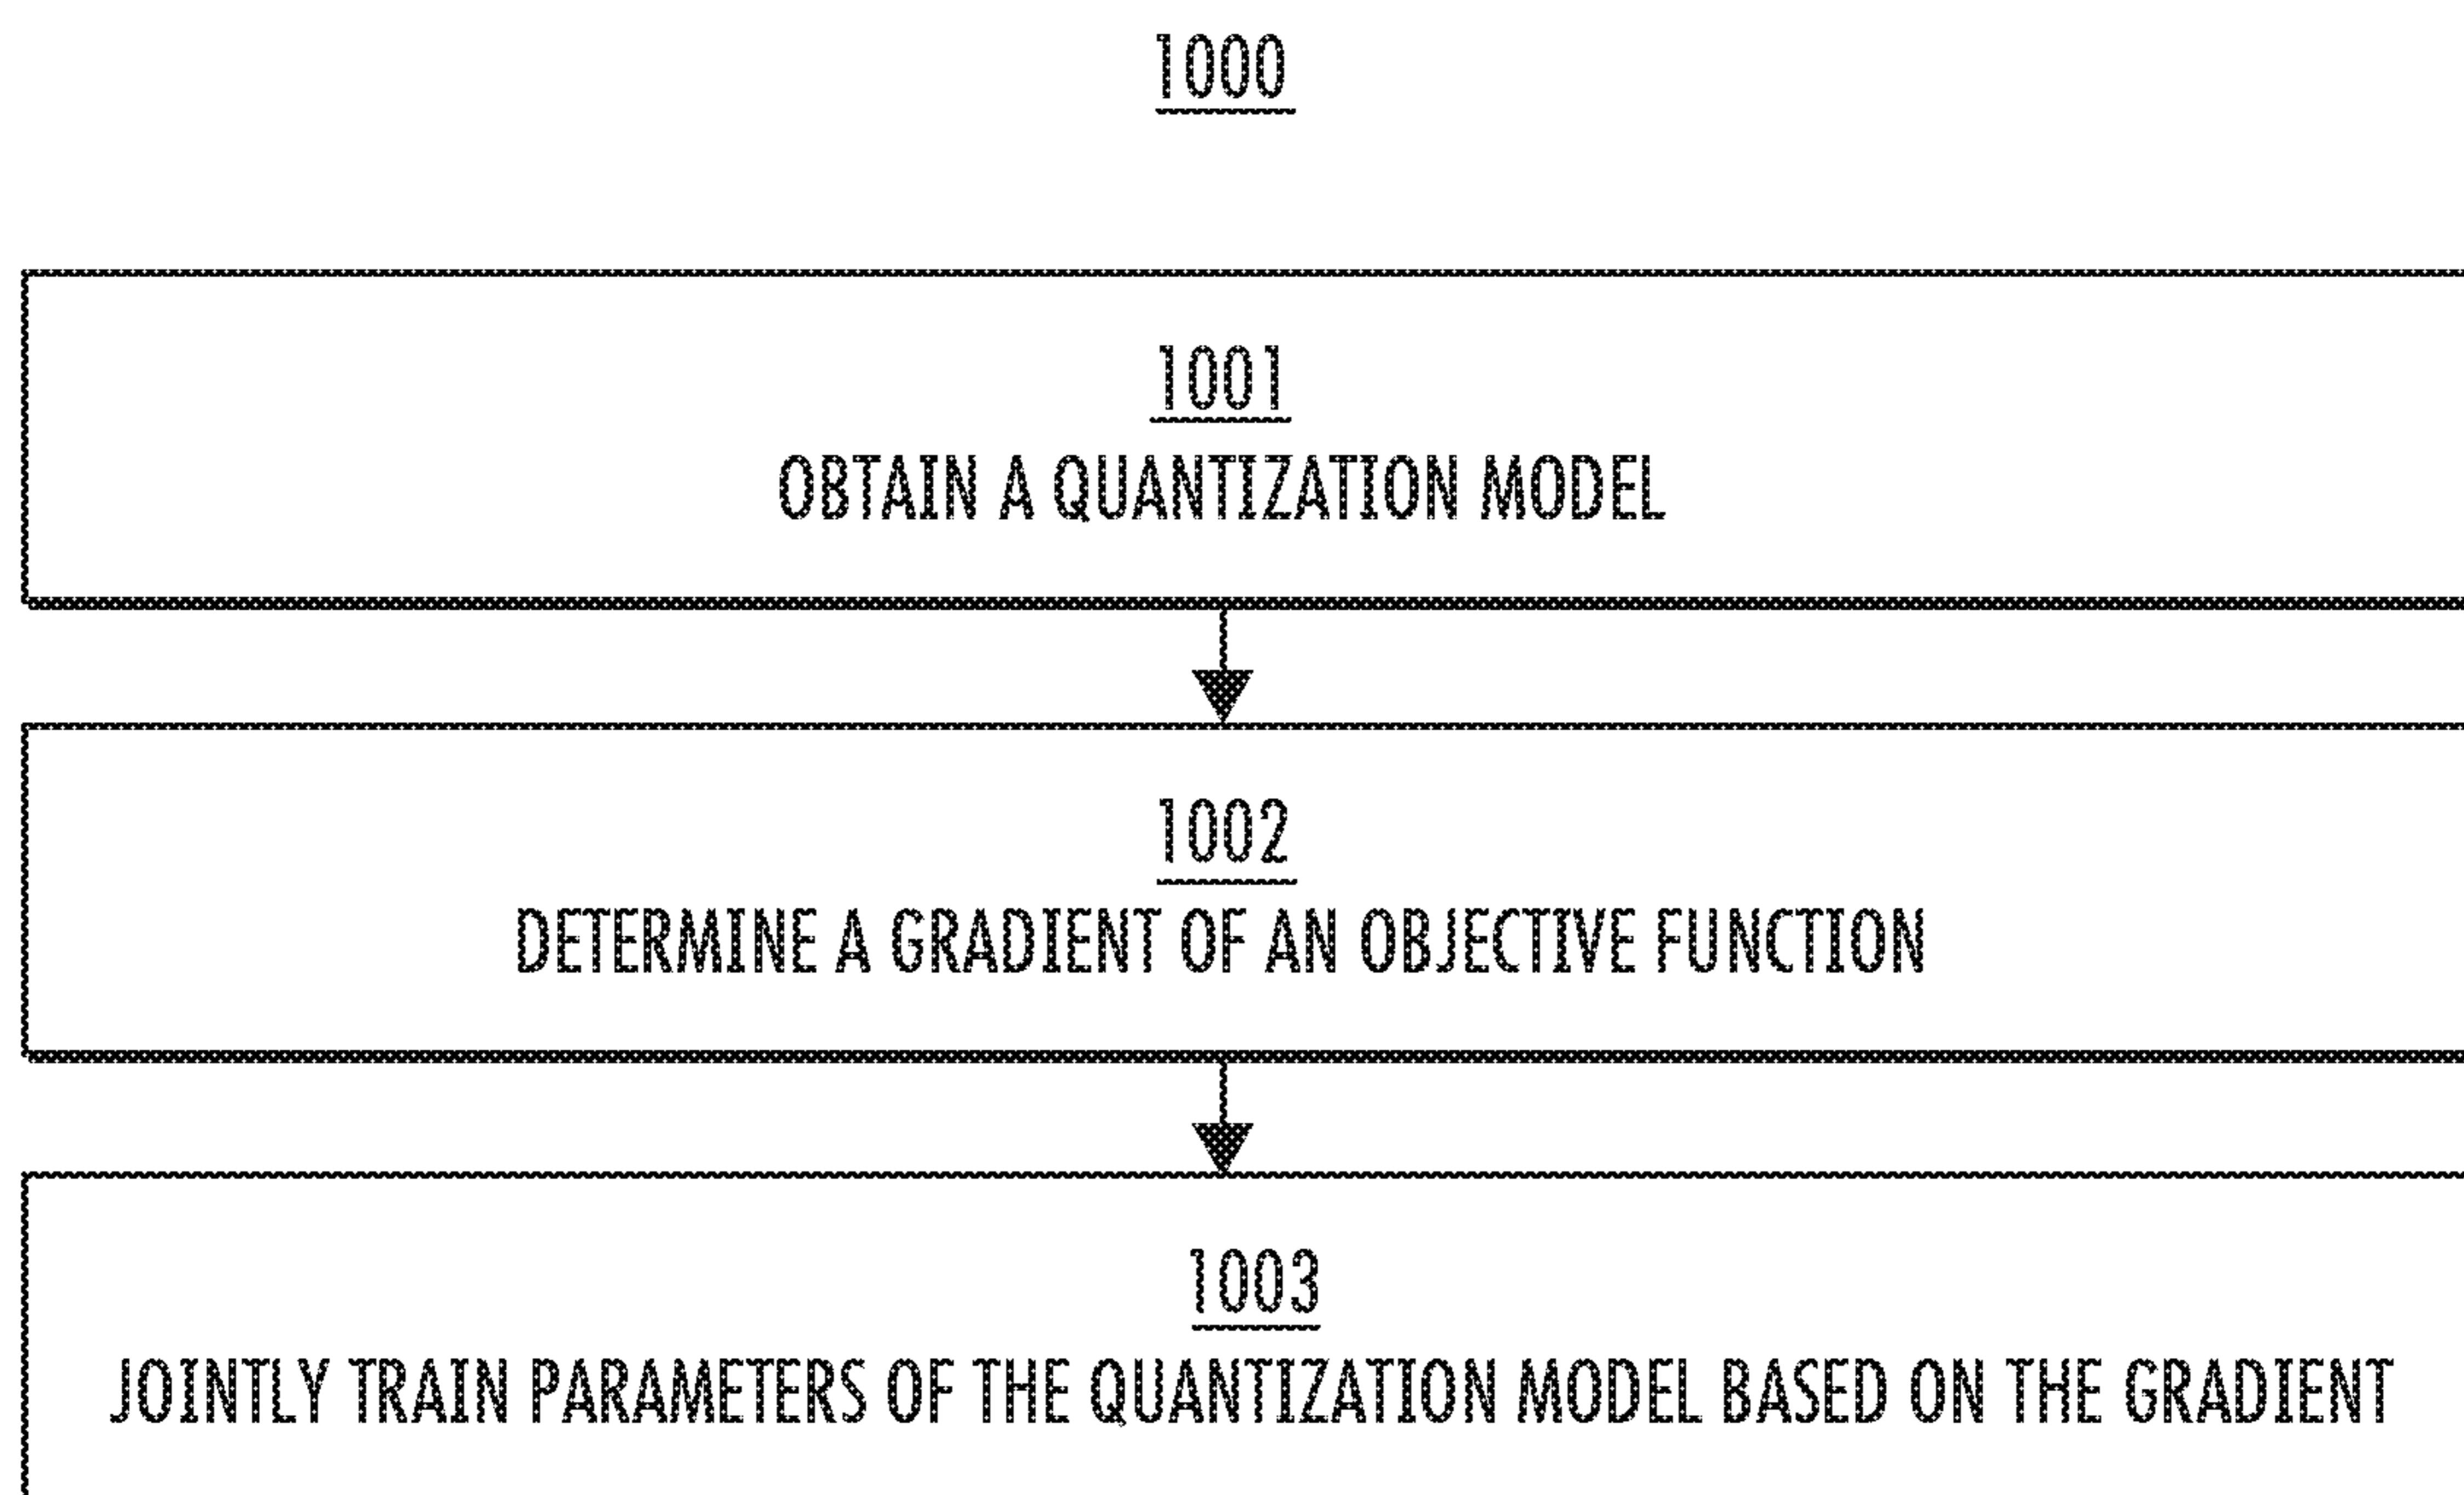 1000
1001
OBTAIN A QUANTIZATION MODEL
1002
DETERMINE A GRADIENT OF AN OBJECTIVE FUNCTION
1003
JOINTLY TRAIN PARAMETERS OF THE QUANTIZATION MODEL BASED ON THE GRADIENT